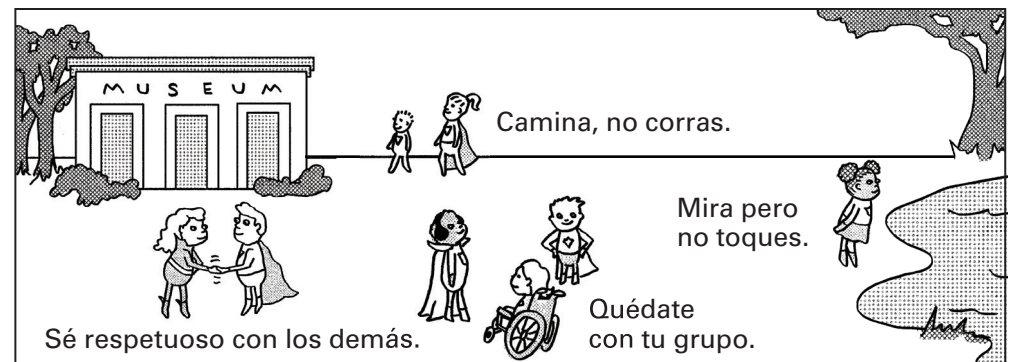 MUSEUM
Camina, no corras.
Mira pero
no toques.
Quédate
con tu grupo.
Sé respetuoso con los demás.